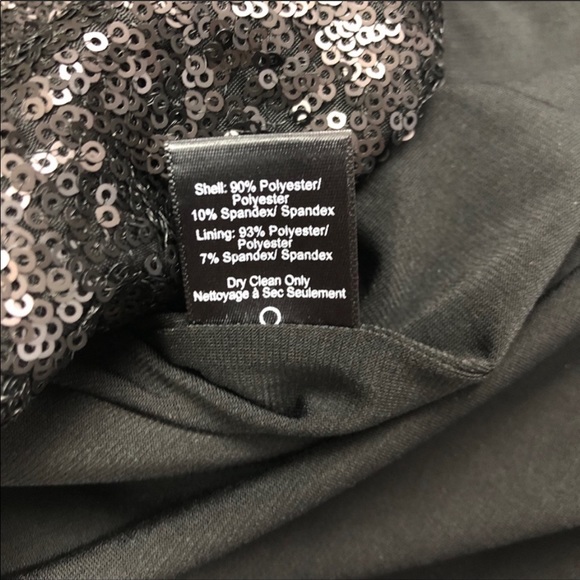 Shell: 90% Polyester/
Polyester
10% Spandex/ Spandex
Lining: 93% Polyester/
Polyester
7% Spandex/ Spandex
Dry Clean Only
Nettoyage à Sec Seulement